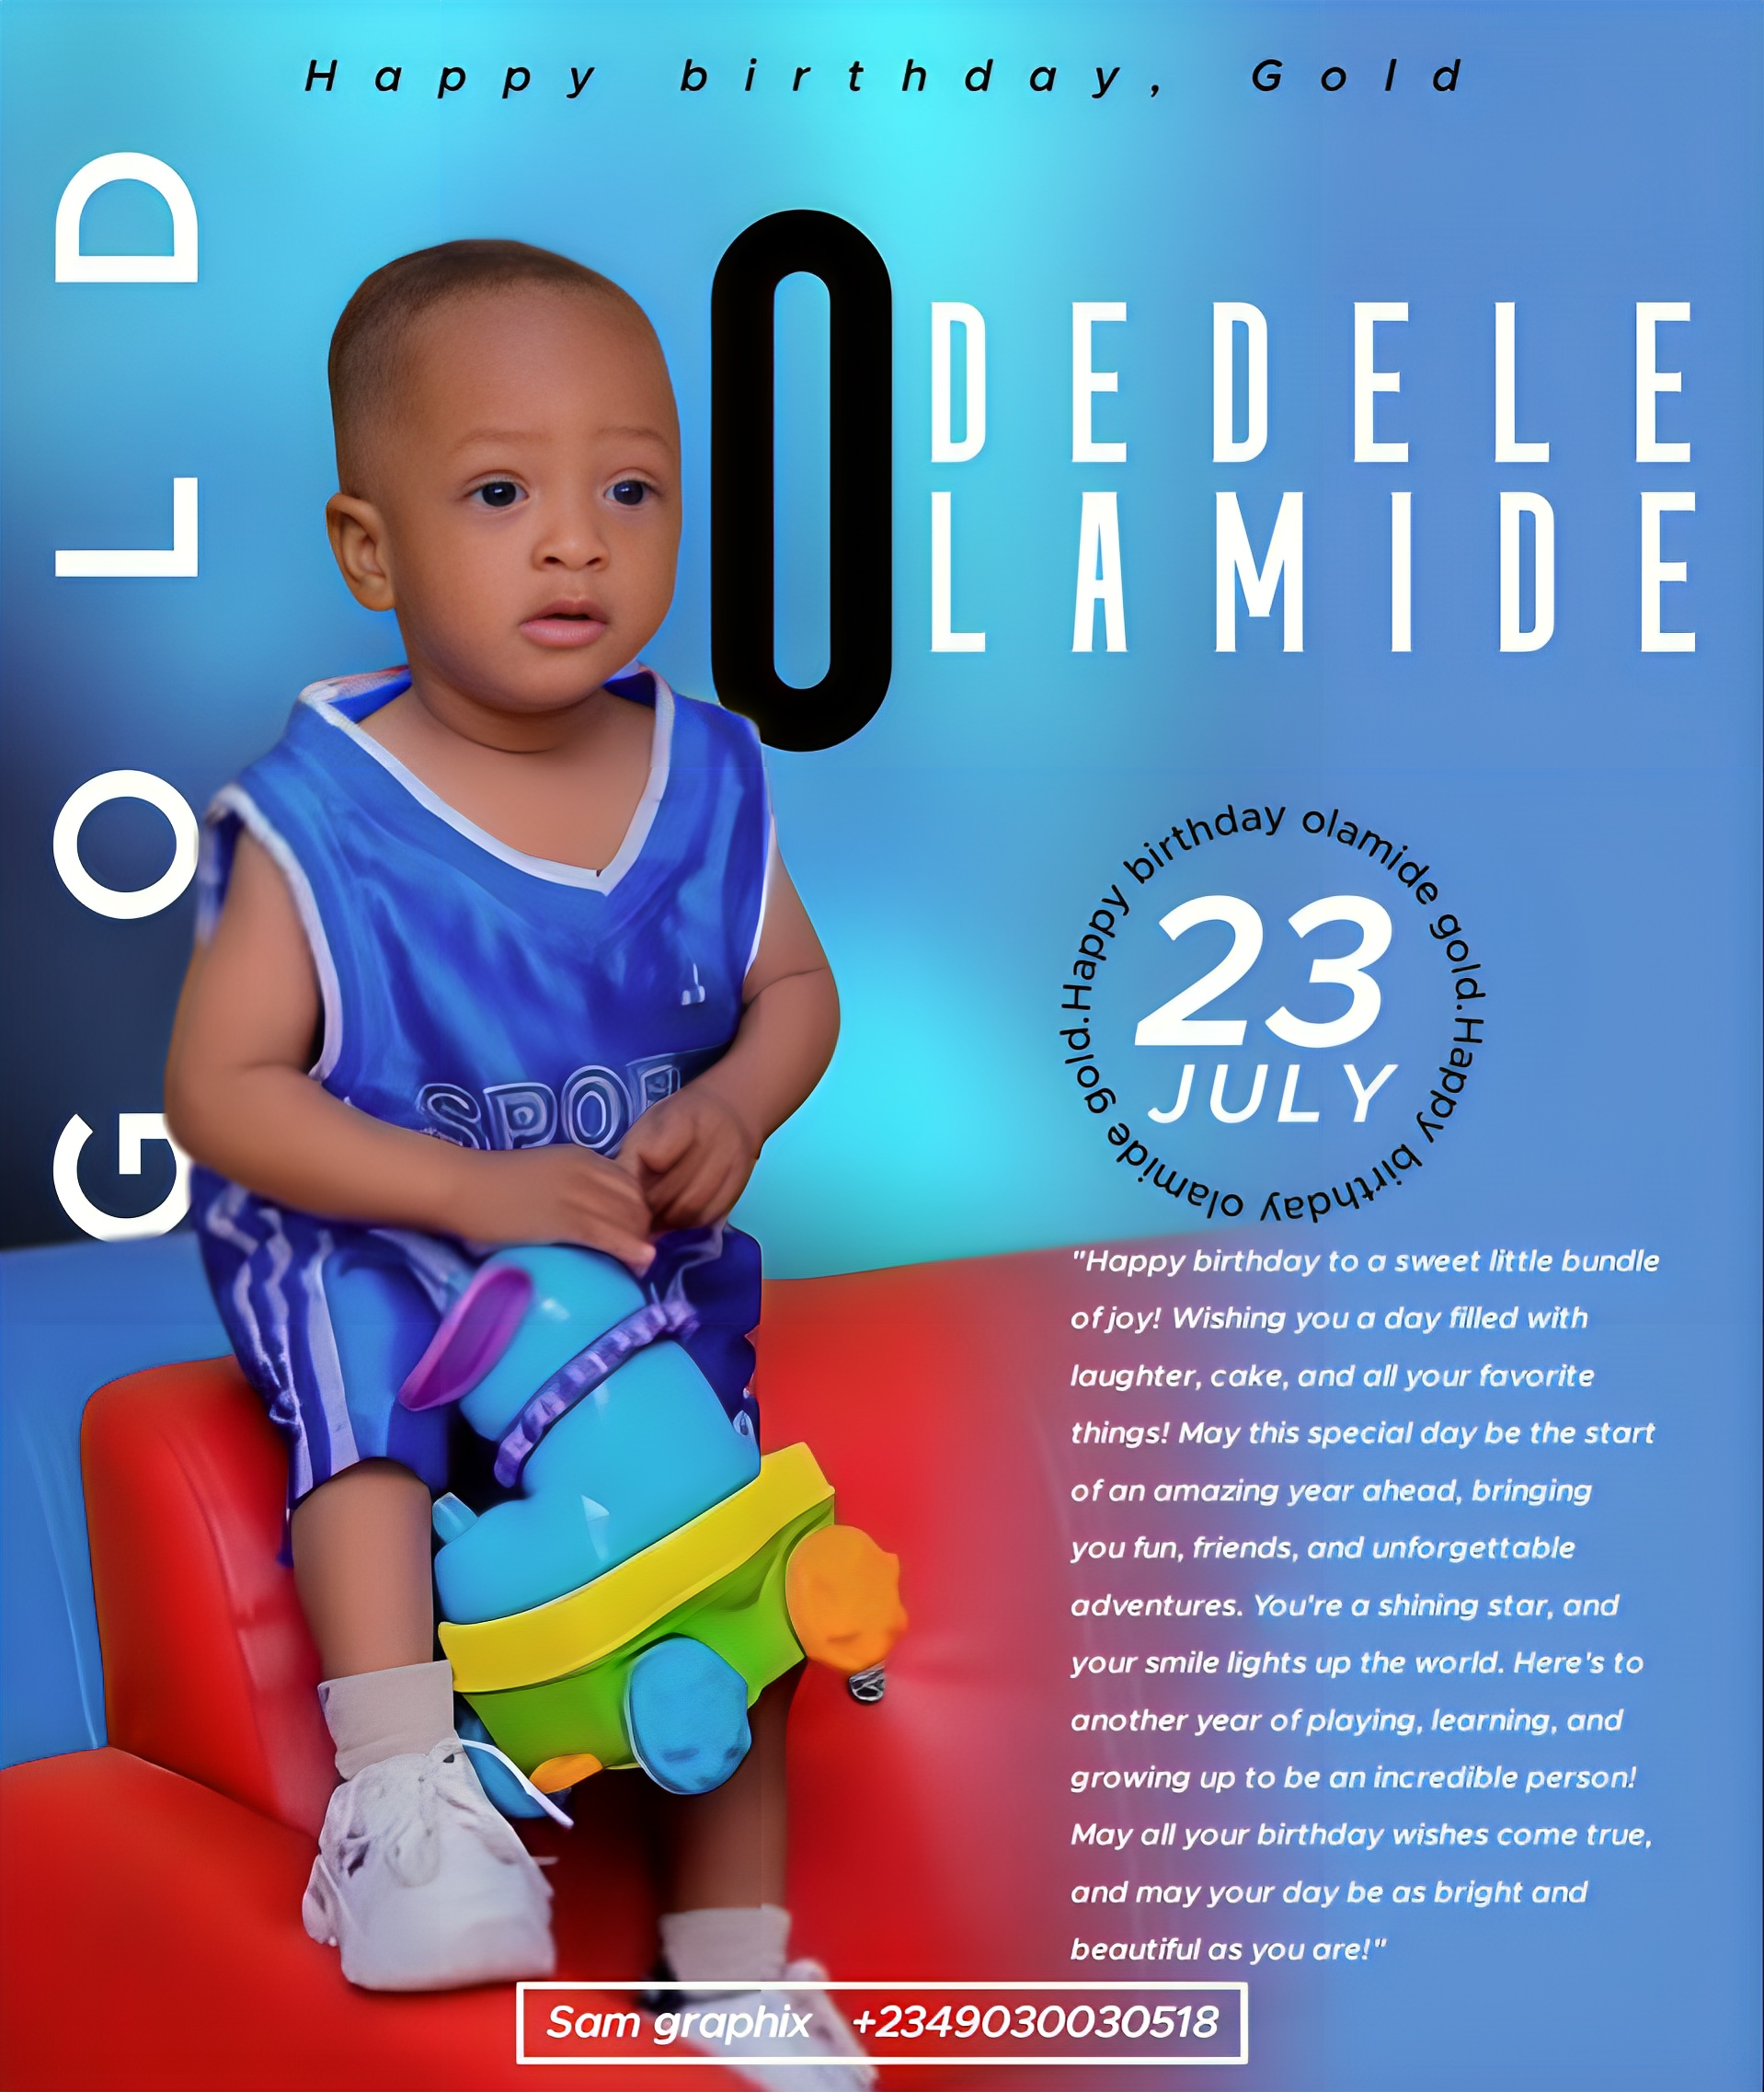 Happy birthday, Gold
GOLD
ODEDELE
OLAMIDE
Happy birthday olamide gold.Happy birthday olamide gold.
23
JULY
SPOR
"Happy birthday to a sweet little bundle
of joy! Wishing you a day filled with
laughter, cake, and all your favorite
things! May this special day be the start
of an amazing year ahead, bringing
you fun, friends, and unforgettable
adventures. You're a shining star, and
your smile lights up the world. Here's to
another year of playing, learning, and
growing up to be an incredible person!
May all your birthday wishes come true,
and may your day be as bright and
beautiful as you are!"
Sam graphix +2349030030518